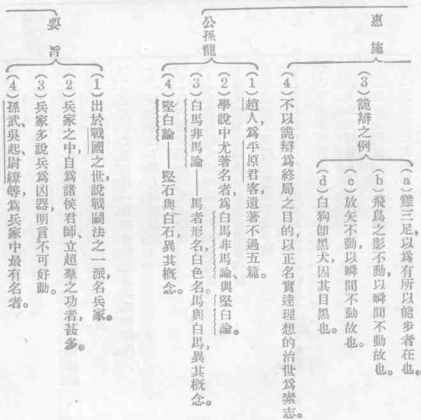 惠施
(3)詭辯之例
(a)雞三足以爲有所以能步者在也。
(b)飛鳥之影不動以瞬間不動故也。
(c)放矢不動以瞬間不動故也。
(d)白狗卽黑犬因其目黑也。
(4)不以詭辯爲終局之目的,以正名實達理想的治世爲素志。
公孫龍
(1)趙人,爲平原君客,遺著不過五篇。
(2)學說中尤著名者爲白馬非馬論、與堅白論。
(3)白馬非馬論——馬者形名,白色名,馬與白馬異其槪念。
(4)堅白論——堅石與白石,異其槪念。
要旨
(1)出於戰國之世說戰鬭法之一派名兵家。
(2)兵家之中,自爲諸侯君師,立超羣之功者,甚多。
(3)兵家多說兵爲凶器,明言不可好動。
(4)孫武吳起尉繚等,爲兵家中最有名者。